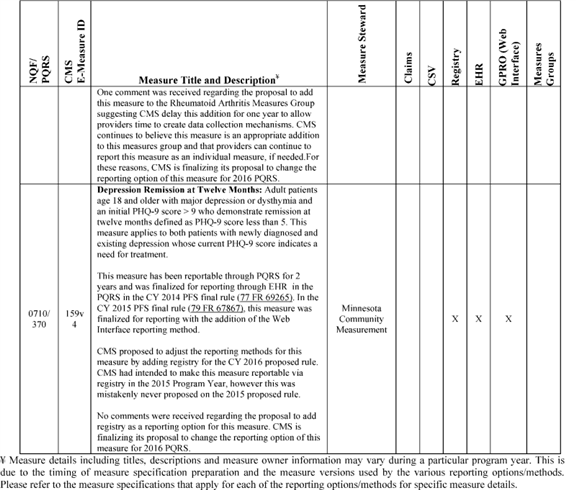 NQF/
PQRS
CMS
E-Measure ID
Measure Title and Description¥
Measure Steward
Claims
CSV
Registry
EHR
GPRO (Web
Interface)
Measures
Groups
One comment was received regarding the proposal to add
this measure to the Rheumatoid Arthritis Measures Group
suggesting CMS delay this addition for one year to allow
providers time to create data collection mechanisms. CMS
continues to believe this measure is an appropriate addition
to this measures group and that providers can continue to
report this measure as an individual measure, if needed.For
these reasons, CMS is finalizing its proposal to change the
reporting option of this measure for 2016 PQRS.
0710/
370
159v
4
Depression Remission at Twelve Months: Adult patients
age 18 and older with major depression or dysthymia and
an initial PHQ-9 score > 9 who demonstrate remission at
twelve months defined as PHQ-9 score less than 5. This
measure applies to both patients with newly diagnosed and
existing depression whose current PHQ-9 score indicates a
need for treatment.
This measure has been reportable through PQRS for 2
years and was finalized for reporting through EHR in the
PQRS in the CY 2014 PFS final rule (77 FR 69265). In the
CY 2015 PFS final rule (79 FR 67867), this measure was
finalized for reporting with the addition of the Web
Interface reporting method.
CMS proposed to adjust the reporting methods for this
measure by adding registry for the CY 2016 proposed rule.
CMS had intended to make this measure reportable via
registry in the 2015 Program Year, however this was
mistakenly never proposed on the 2015 proposed rule.
No comments were received regarding the proposal to add
registry as a reporting option for this measure. CMS is
finalizing its proposal to change the reporting option of this
measure for 2016 PQRS.
Minnesota
Community
Measurement
X X X
¥ Measure details including titles, descriptions and measure owner information may vary during a particular program year. This is
due to the timing of measure specification preparation and the measure versions used by the various reporting options/methods.
Please refer to the measure specifications that apply for each of the reporting options/methods for specific measure details.